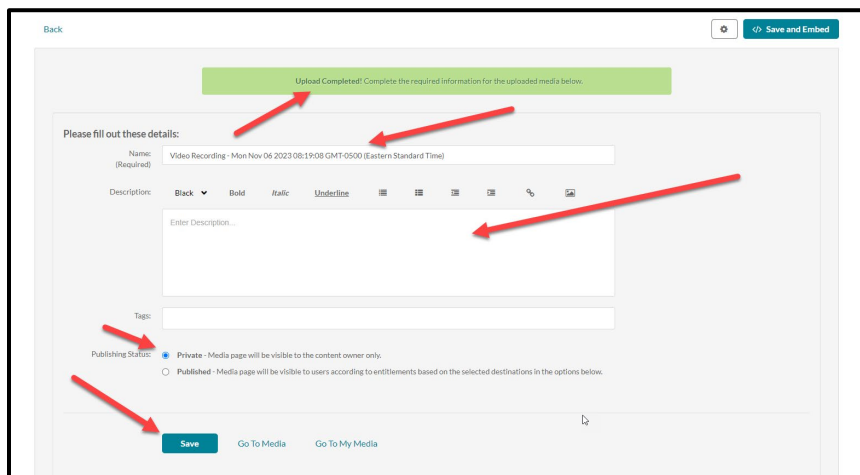 Back
</> Save and Embed
Upload Completed! Complete the required information for the uploaded media below.
Please fill out these details:
Name:
(Required)
Video Recording - Mon Nov 06 2023 08:19:08 GMT-0500 (Eastern Standard Time)
Description:
Black Bold Italic Underline
Enter Description...
Tags:
Publishing Status:
Private - Media page will be visible to the content owner only.
Published - Media page will be visible to users according to entitlements based on the selected destinations in the options below.
Save Go To Media Go To My Media